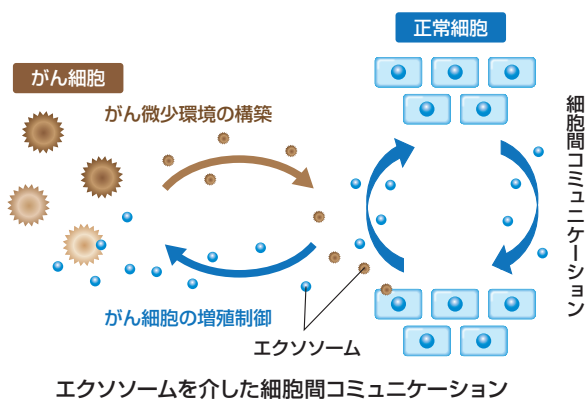 正常細胞
がん細胞
がん微少環境の構築
細胞間コミュニケーション
がん細胞の増殖制御
エクソソーム
エクソソームを介した細胞間コミュニケーション